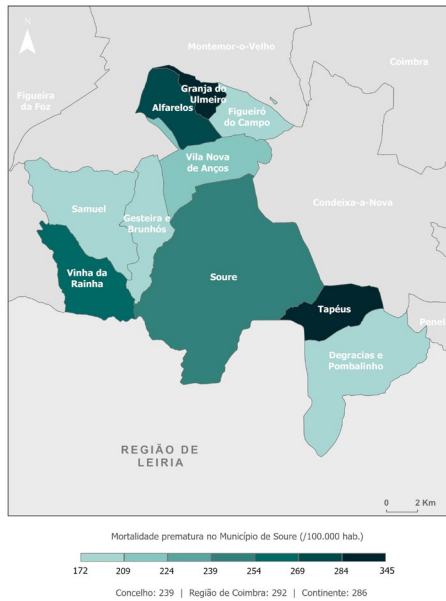 N
Montemor-o-Velho
Coimbra
Figueira
da Foz
Granja do
Ulmeiro
Alfarelos
Figueiró
do Campo
Vila Nova
de Anços
Condeixa-a-Nova
Samuel
Gesteira e
Brunhós
Vinha da
Rainha
Soure
Tapéus
Penel
Degracias e
Pombalinho
REGIÃO DE
LEIRIA
0 2 Km
Mortalidade prematura no Município de Soure (/100.000 hab.)
172 209 224 239 254 269 284 345
Concelho: 239 | Região de Coimbra: 292 | Continente: 286